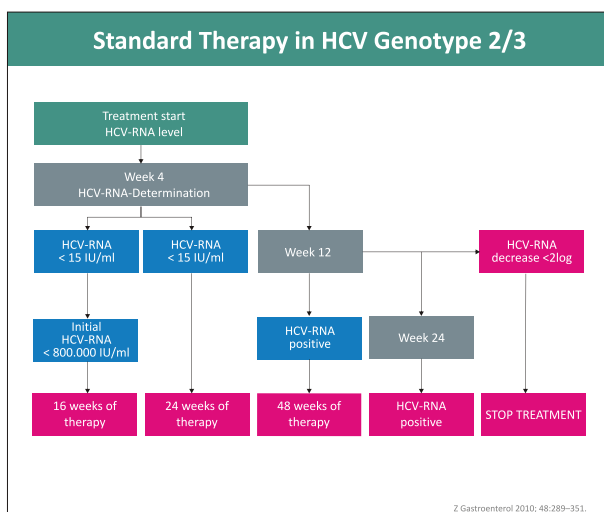 Standard Therapy in HCV Genotype 2/3
Treatment start
HCV-RNA level
Week 4
HCV-RNA-Determination
HCV-RNA
< 15 IU/ml
HCV-RNA
< 15 IU/ml
Week 12
HCV-RNA
decrease <2log
Initial
HCV-RNA
< 800.000 IU/ml
HCV-RNA
positive
Week 24
16 weeks of
therapy
24 weeks of
therapy
48 weeks of
therapy
HCV-RNA
positive
STOP TREATMENT
Z Gastroenterol 2010; 48:289–351.